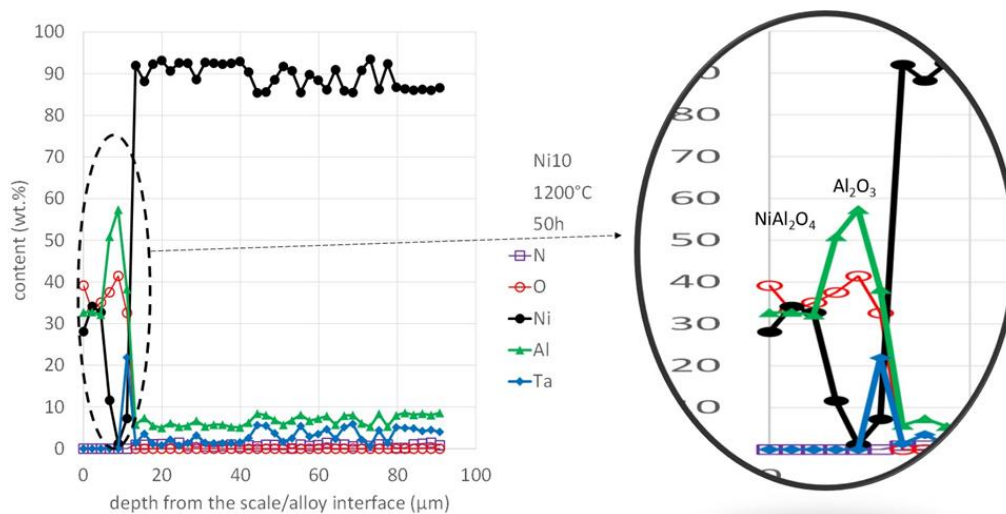 100
90
80
70
60
50
40
30
20
10
0
content (wt.%)
0 20 40 60 80 100
depth from the scale/alloy interface (µm)
Ni10
1200°C
50h
N
O
Ni
Al
Ta
80
70
60
50
40
30
20
Al₂O₃
NiAl₂O₄